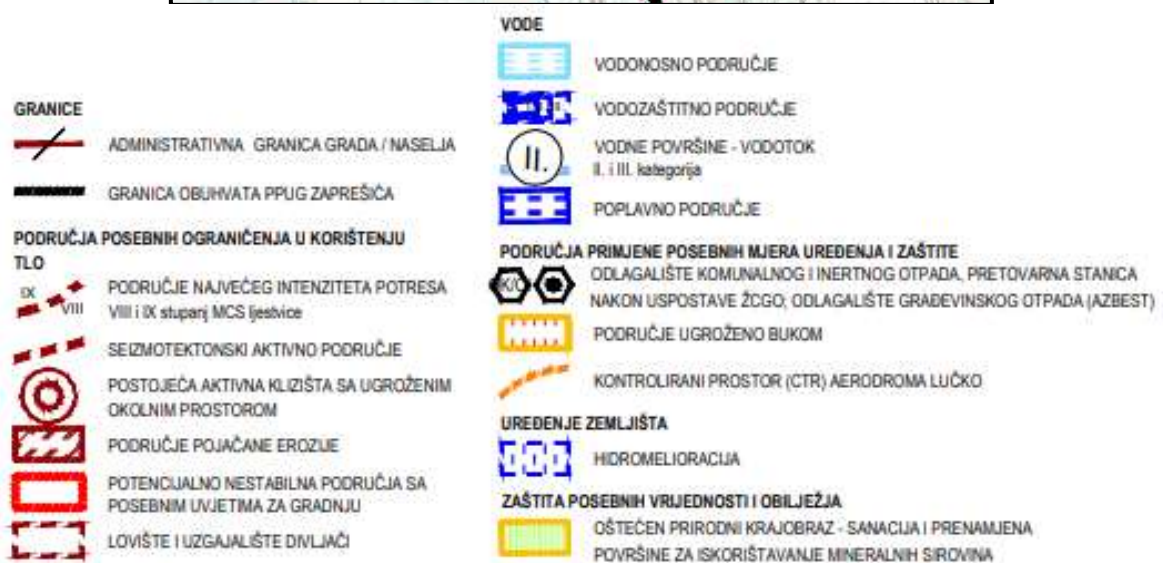 GRANICE
ADMINISTRATIVNA GRANICA GRADA / NASELJA
GRANICA OBUHVATA PPUG ZAPREŠIĆA
PODRUČJA POSEBNIH OGRANIČENJA U KORIŠTENJU
TLO
IX
VIII
PODRUČJE NAJVEĆEG INTENZITETA POTRESA
VIII i IX stupanj MCS ljestvice
SEIZMOTEKTONSKI AKTIVNO PODRUČJE
POSTOJEĆA AKTIVNA KLIZIŠTA SA UGROŽENIM
OKOLNIM PROSTOROM
PODRUČJE POJAČANE EROZIJE
POTENCIJALNO NESTABILNA PODRUČJA SA
POSEBNIM UVJETIMA ZA GRADNJU
LOVIŠTE I UZGAJALIŠTE DIVLJAČI
VODE
VODONOSNO PODRUČJE
VODOZAŠTITNO PODRUČJE
II.
VODNE POVRŠINE - VODOTOK
II. i III. kategorija
POPLAVNO PODRUČJE
PODRUČJA PRIMJENE POSEBNIH MJERA UREĐENJA I ZAŠTITE
ODLAGALIŠTE KOMUNALNOG I INERTNOG OTPADA, PRETOVARNA STANICA
NAKON USPOSTAVE ŽCGO; ODLAGALIŠTE GRAĐEVINSKOG OTPADA (AZBEST)
PODRUČJE UGROŽENO BUKOM
KONTROLIRANI PROSTOR (CTR) AERODROMA LUČKO
UREĐENJE ZEMLJIŠTA
HIDROMELIORACIJA
ZAŠTITA POSEBNIH VRIJEDNOSTI I OBILJEŽJA
OŠTEĆEN PRIRODNI KRAJOBRAZ - SANACIJA I PRENAMJENA
POVRŠINE ZA ISKORIŠTAVANJE MINERALNIH SIROVINA